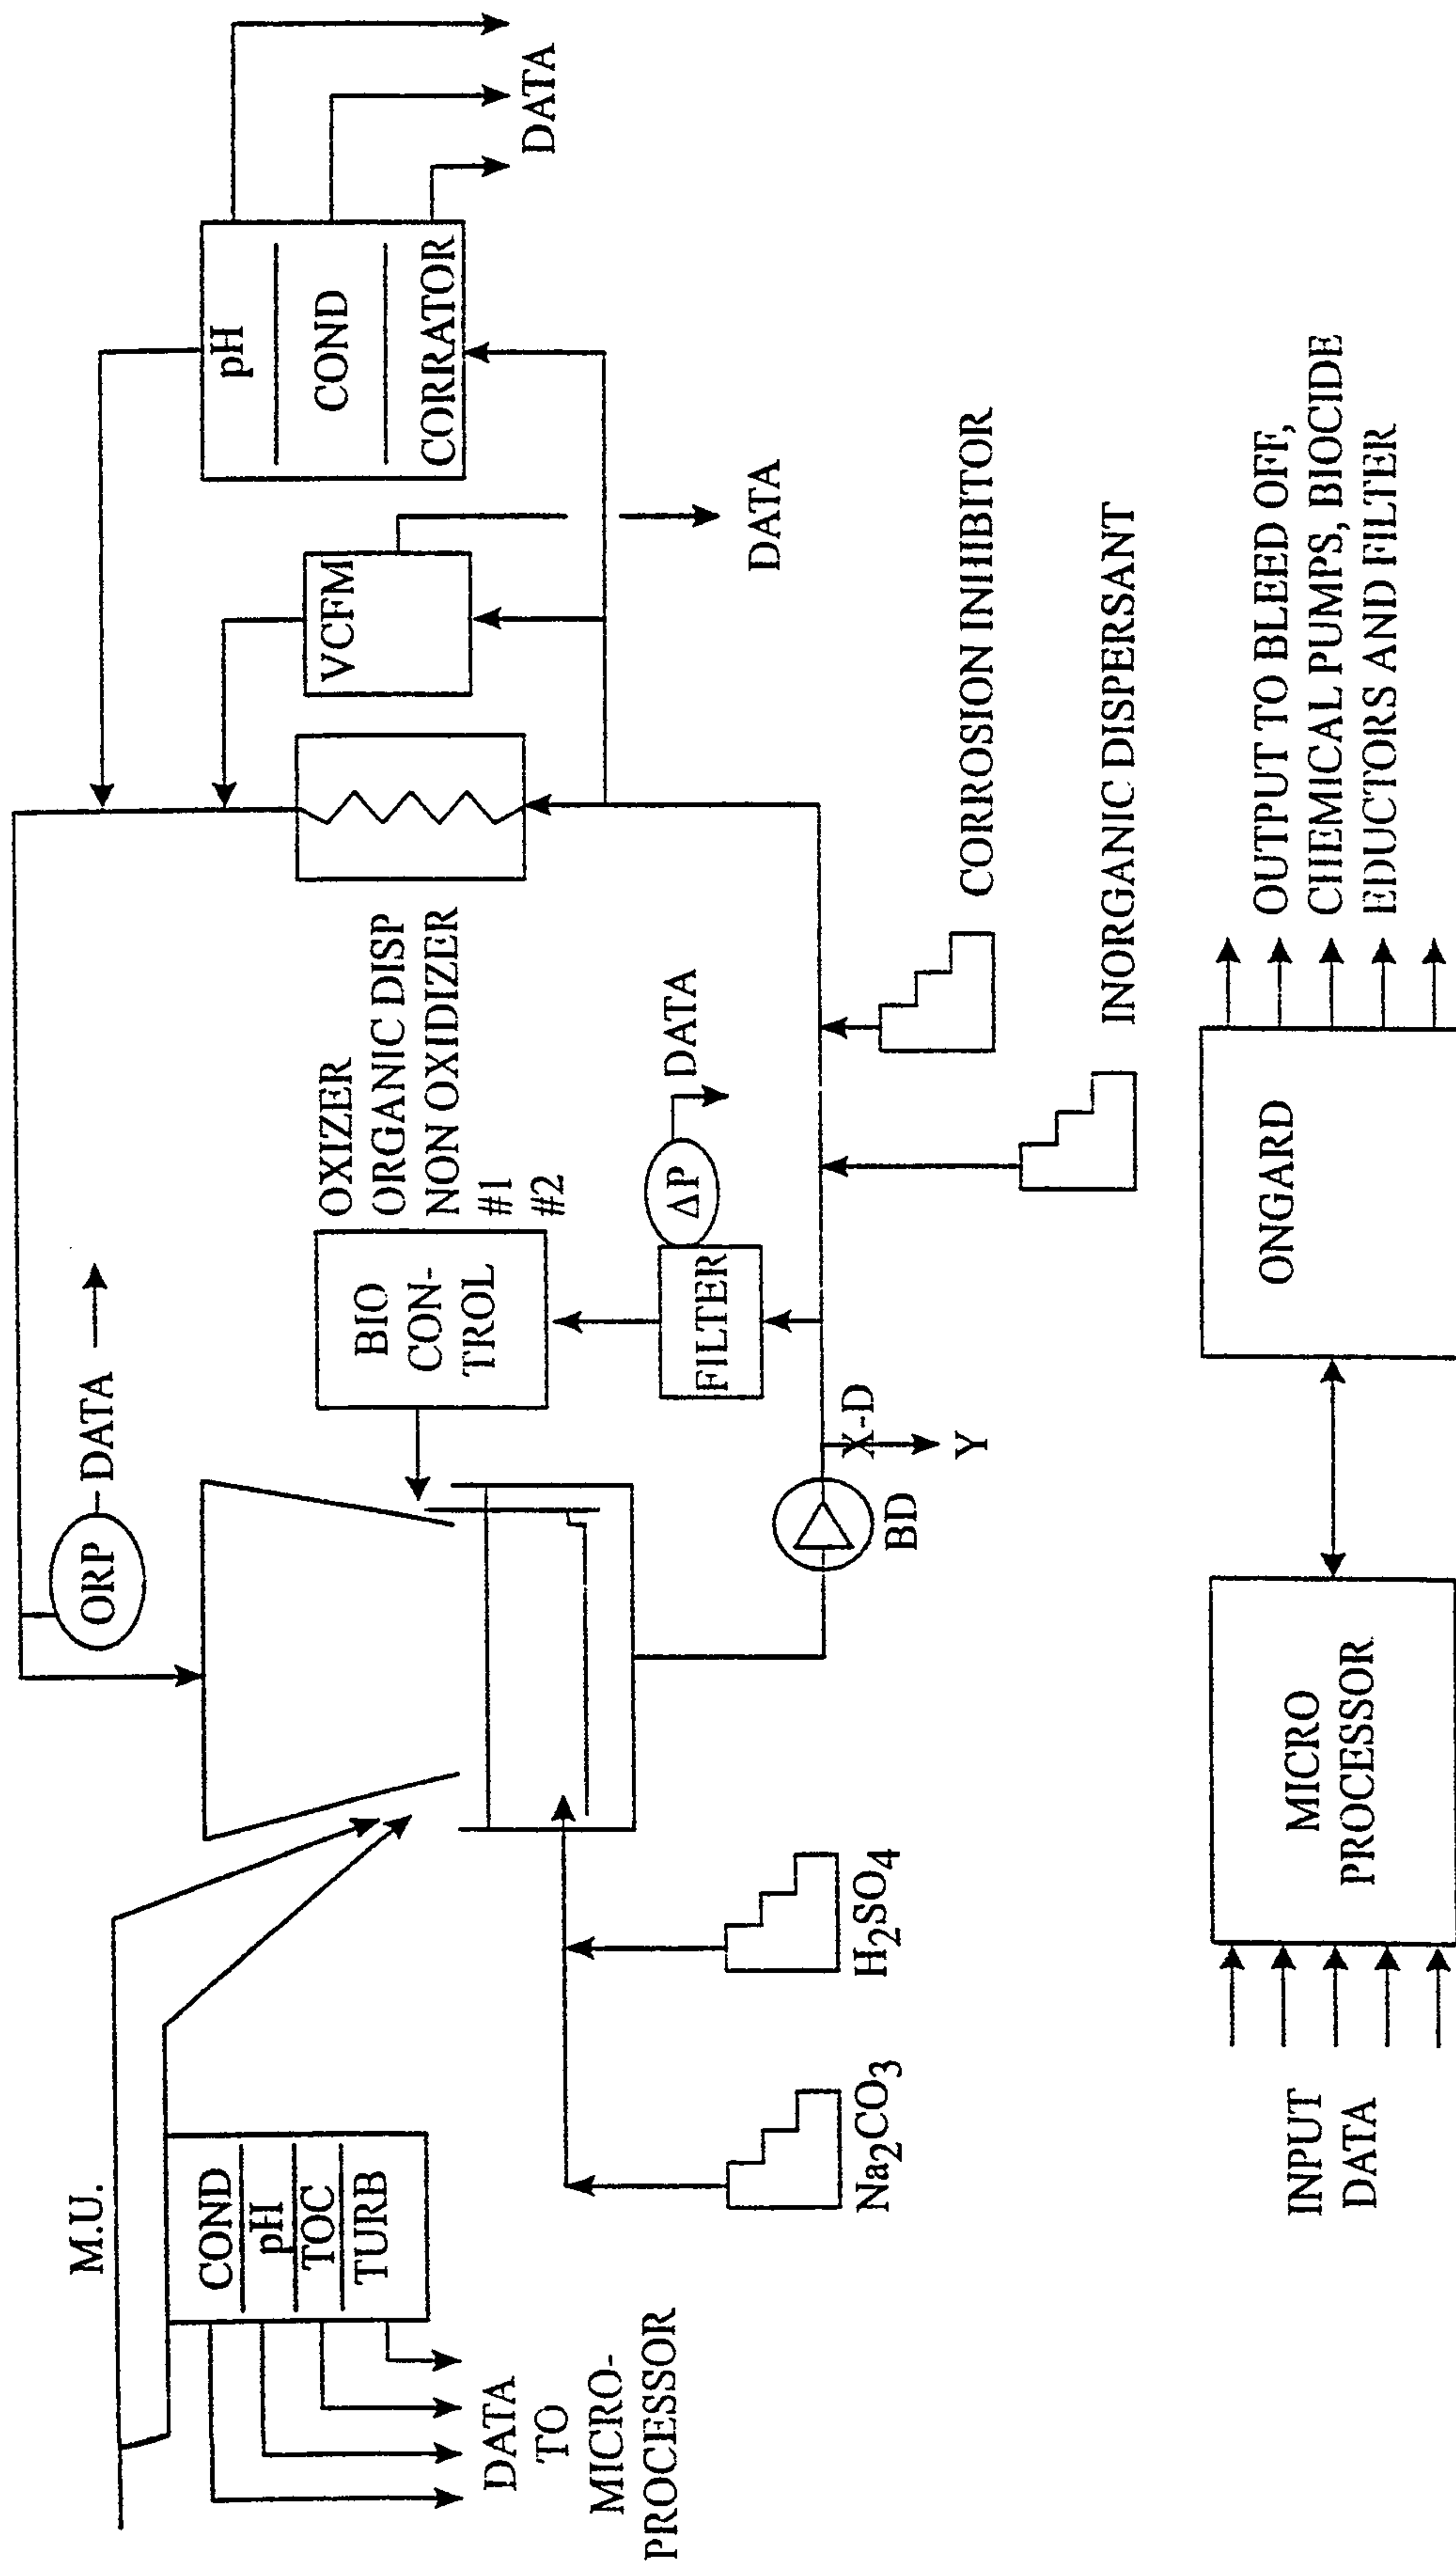 M.U.
COND
pH
TOC
TURB
DATA
TO
MICRO-
PROCESSOR
Na2CO3
H2SO4
ORP
DATA
BIO
CON-
TROL
OXIZER
ORGANIC DISP
NON OXIDIZER
#1
#2
FILTER
ΔP
DATA
BD
X-D
Y
VCFM
DATA
pH
COND
CORRATOR
DATA
CORROSION INHIBITOR
INORGANIC DISPERSANT
INPUT
DATA
MICRO
PROCESSOR
ONGARD
OUTPUT TO BLEED OFF,
CHEMICAL PUMPS, BIOCIDE
EDUCTORS AND FILTER